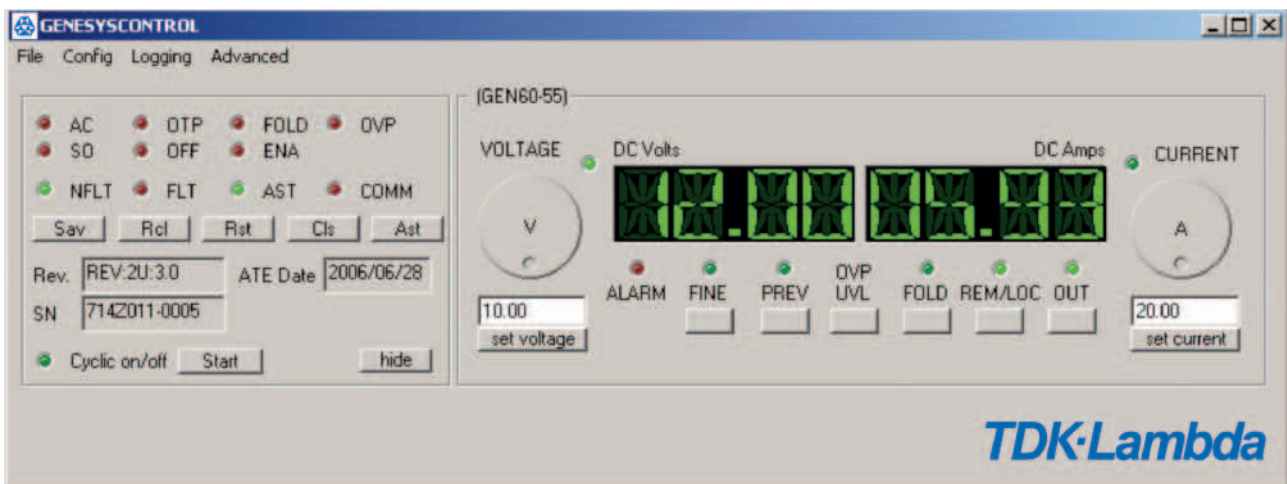 GENESYSCONTROL
File Config Logging Advanced
AC OTP FOLD OVP
SO OFF ENA
NFLT FLT AST COMM
Sav Rcl Rst Cls Ast
Rev. REV:2U:3.0 ATE Date 2006/06/28
SN 714Z011-0005
Cyclic on/off Start hide
(GEN60-55)
VOLTAGE DC Volts DC Amps CURRENT
12.00
V A
ALARM FINE PREV OVP UVL FOLD REM/LOC OUT
10.00 20.00
set voltage set current
TDK·Lambda